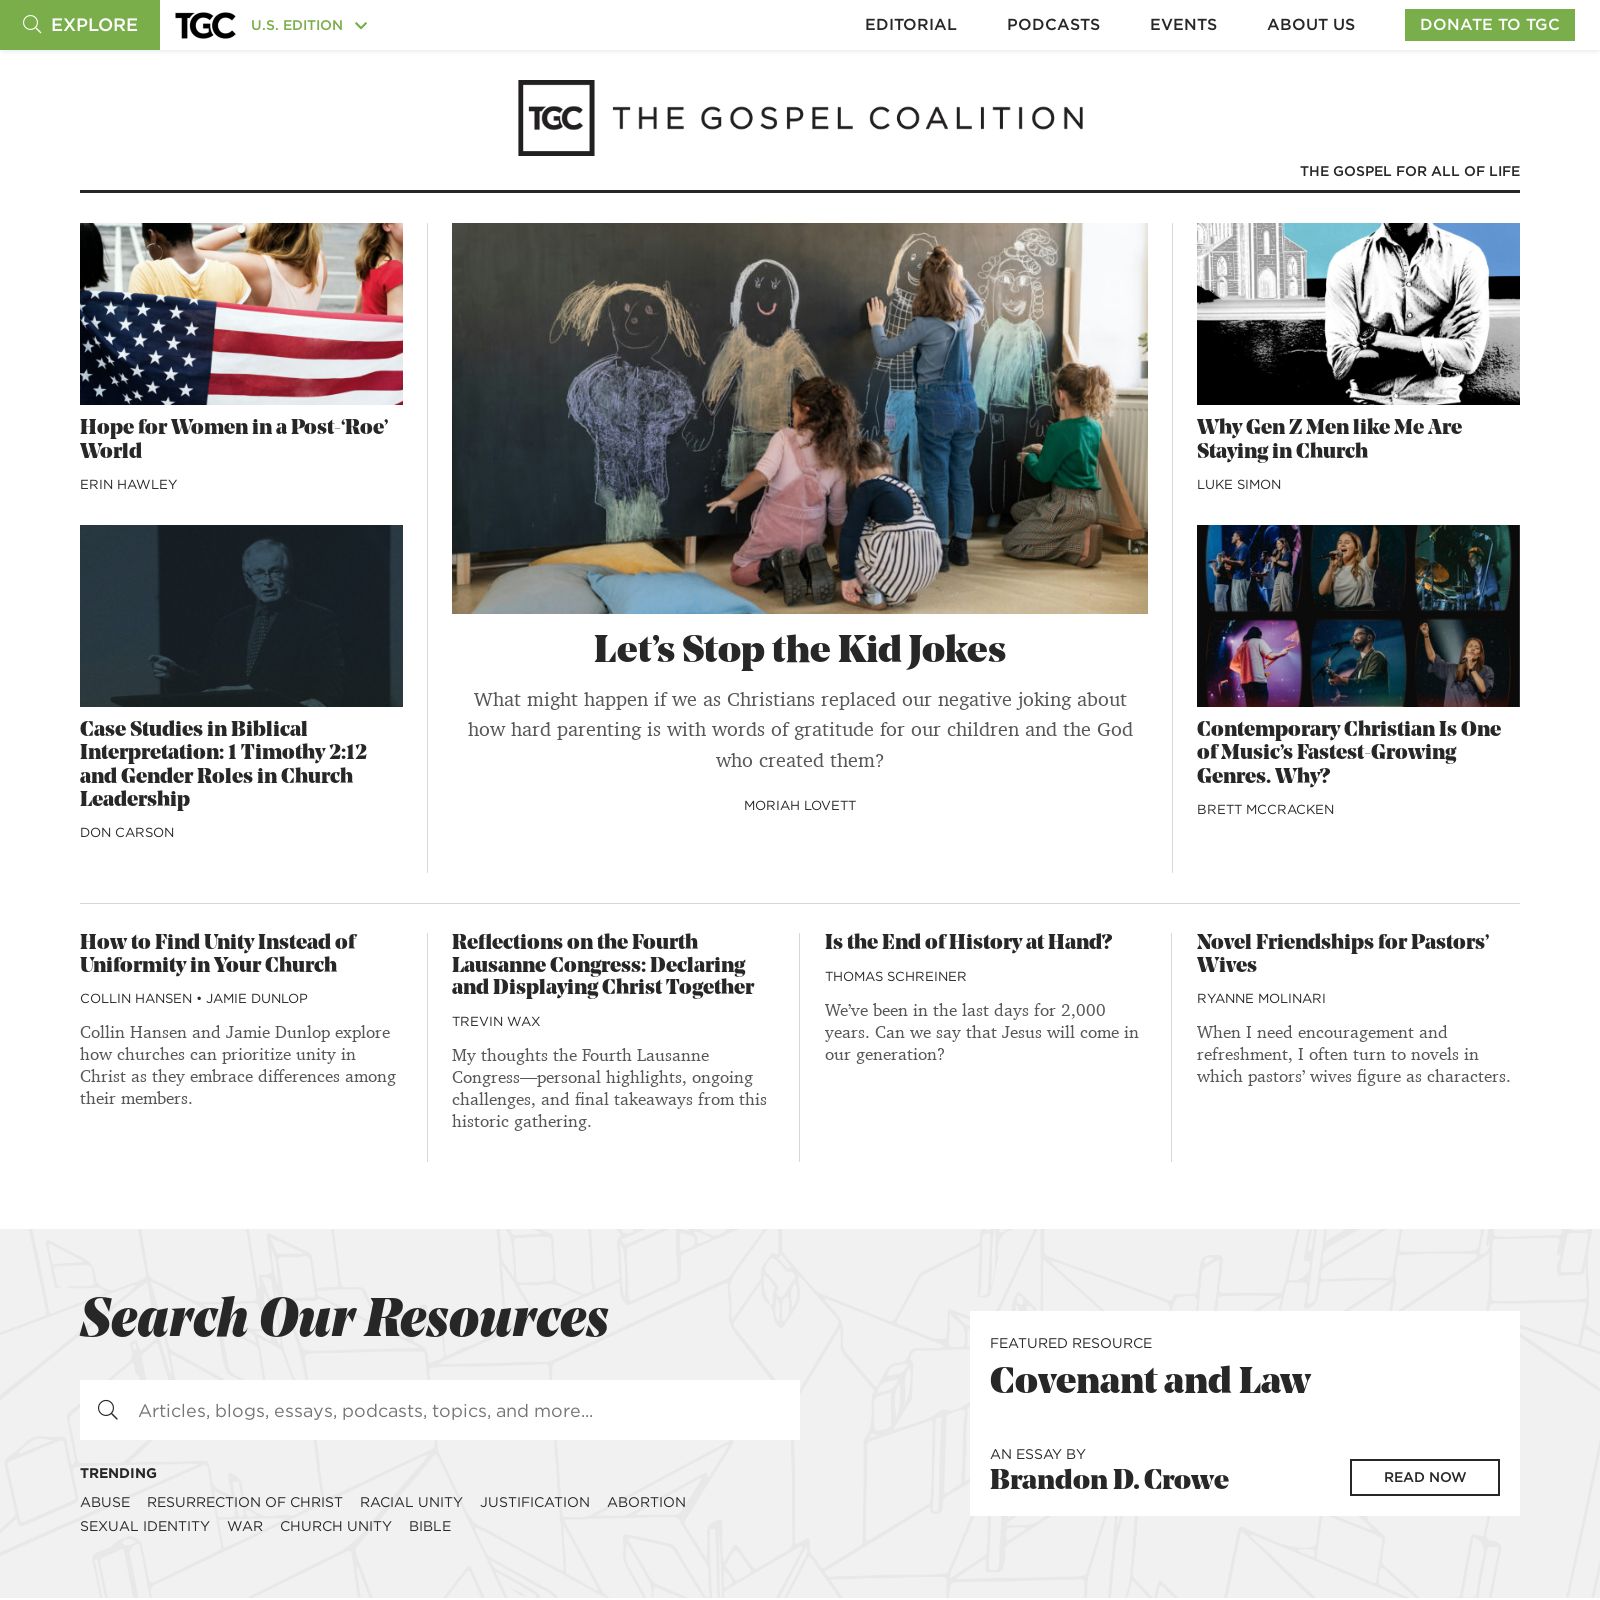 EXPLORE
TGC
U.S. EDITION
EDITORIAL
PODCASTS
EVENTS
ABOUT US
DONATE TO TGC
TGC
THE GOSPEL COALITION
THE GOSPEL FOR ALL OF LIFE
Hope for Women in a Post-‘Roe’
World
ERIN HAWLEY
Case Studies in Biblical
Interpretation: 1 Timothy 2:12
and Gender Roles in Church
Leadership
DON CARSON
Let’s Stop the Kid Jokes
What might happen if we as Christians replaced our negative joking about
how hard parenting is with words of gratitude for our children and the God
who created them?
MORIAH LOVETT
Why Gen Z Men like Me Are
Staying in Church
LUKE SIMON
Contemporary Christian Is One
of Music’s Fastest-Growing
Genres. Why?
BRETT MCCRACKEN
How to Find Unity Instead of
Uniformity in Your Church
COLLIN HANSEN • JAMIE DUNLOP
Collin Hansen and Jamie Dunlop explore
how churches can prioritize unity in
Christ as they embrace differences among
their members.
Reflections on the Fourth
Lausanne Congress: Declaring
and Displaying Christ Together
TREVIN WAX
My thoughts the Fourth Lausanne
Congress—personal highlights, ongoing
challenges, and final takeaways from this
historic gathering.
Is the End of History at Hand?
THOMAS SCHREINER
We’ve been in the last days for 2,000
years. Can we say that Jesus will come in
our generation?
Novel Friendships for Pastors’
Wives
RYANNE MOLINARI
When I need encouragement and
refreshment, I often turn to novels in
which pastors’ wives figure as characters.
Search Our Resources
Articles, blogs, essays, podcasts, topics, and more...
TRENDING
ABUSE RESURRECTION OF CHRIST RACIAL UNITY JUSTIFICATION ABORTION
SEXUAL IDENTITY WAR CHURCH UNITY BIBLE
FEATURED RESOURCE
Covenant and Law
AN ESSAY BY
Brandon D. Crowe
READ NOW